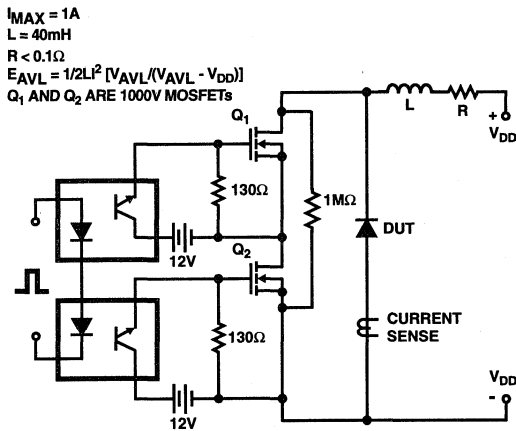 IMAX = 1A
L = 40mH
R < 0.1Ω
EAVL = 1/2LI² [VAVL/(VAVL - VDD)]
Q1 AND Q2 ARE 1000V MOSFETs
Q1
L
R
+
VDD
130Ω
1MΩ
DUT
12V
Q2
CURRENT
SENSE
130Ω
VDD
-
12V